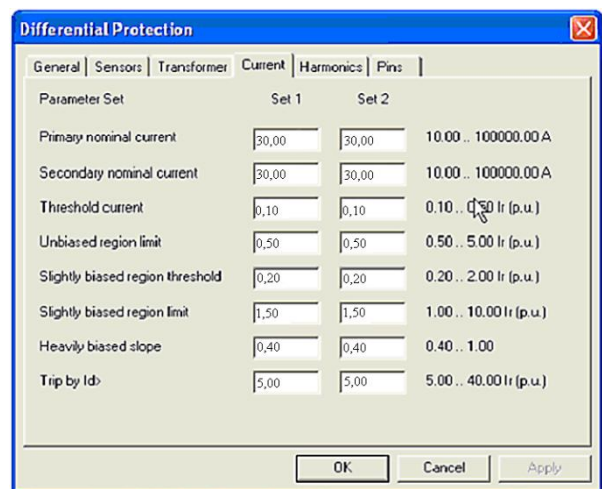 Differential Protection
General Sensors Transformer Current Harmonics Pins
Parameter Set Set 1 Set 2
Primary nominal current 30,00 30,00 10.00 .. 100000.00 A
Secondary nominal current 30,00 30,00 10.00 .. 100000.00 A
Threshold current 0,10 0,10 0.10 .. 0.50 Ir (p.u.)
Unbiased region limit 0,50 0,50 0.50 .. 5.00 Ir (p.u.)
Slightly biased region threshold 0,20 0,20 0.20 .. 2.00 Ir (p.u.)
Slightly biased region limit 1,50 1,50 1.00 .. 10.00 Ir (p.u.)
Heavily biased slope 0,40 0,40 0.40 .. 1.00
Trip by Id> 5,00 5,00 5.00 .. 40.00 Ir (p.u.)
OK Cancel Apply